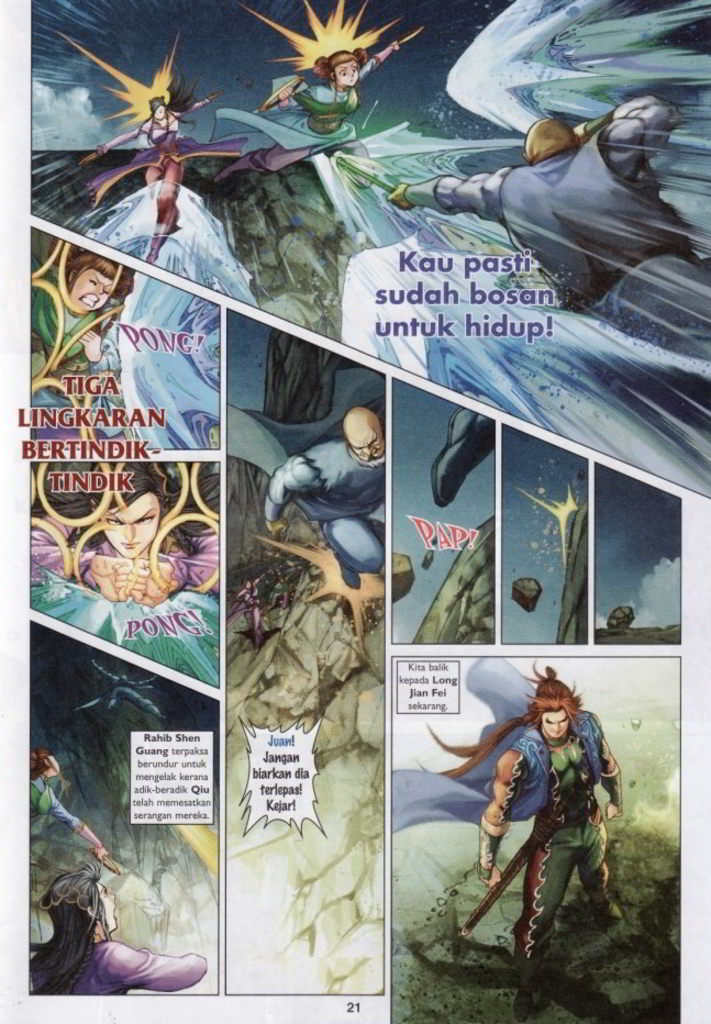 Kau pasti
sudah bosan
untuk hidup!
PONG!
TIGA
LINGKARAN
BERTINDIK-
TINDIK
PONG!
Rahib Shen
Guang terpaksa
berundur untuk
mengelak kerana
adik-beradik Qiu
telah memesatkan
serangan mereka.
Juan!
Jangan
biarkan dia
terlepas!
Kejar!
PAP!
Kita balik
kepada Long
Jian Fei
sekarang.
21